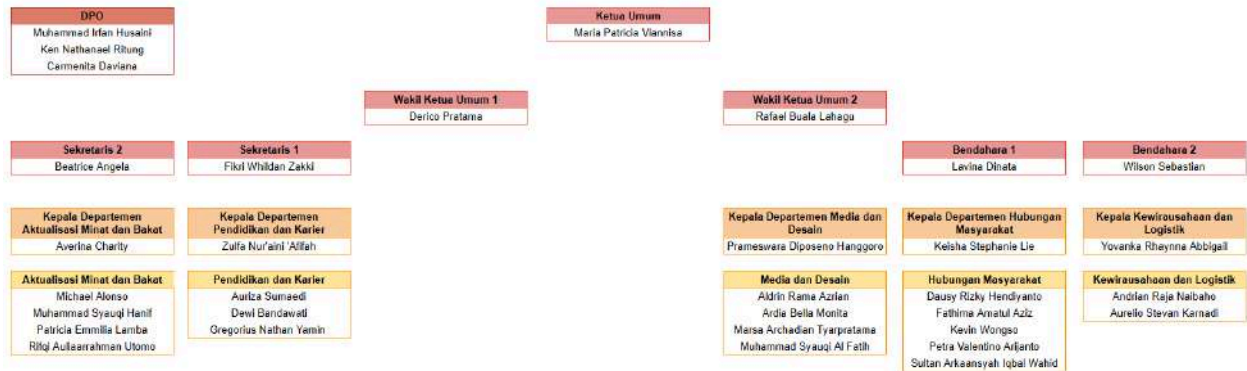 DPO
Muhammad Irfan Husaini
Ken Nathanael Ritung
Carmenita Daviana
Ketua Umum
Maria Patricia Viannisa
Wakil Ketua Umum 1
Derico Pratama
Wakil Ketua Umum 2
Rafael Buala Lahagu
Sekretaris 2
Beatrice Angela
Sekretaris 1
Fikri Whildan Zakki
Bendahara 1
Lavina Dinata
Bendahara 2
Wilson Sebastian
Kepala Departemen
Aktualisasi Minat dan Bakat
Averina Charity
Kepala Departemen
Pendidikan dan Karier
Zulfa Nur'aini 'Afifah
Kepala Departemen Media dan
Desain
Prameswara Diposeno Hanggoro
Kepala Departemen Hubungan
Masyarakat
Keisha Stephanie Lie
Kepala Kewirausahaan dan
Logistik
Yovanka Rhaynna Abbigail
Aktualisasi Minat dan Bakat
Michael Alonso
Muhammad Syauqi Hanif
Patricia Emmilia Lamba
Rifqi Auliaarrahman Utomo
Pendidikan dan Karier
Auriza Sumaedi
Dewi Bandawati
Gregorius Nathan Yamin
Media dan Desain
Aldrin Rama Azrian
Ardia Bella Monita
Marsa Archadian Tyarpratama
Muhammad Syauqi Al Fatih
Hubungan Masyarakat
Dausy Rizky Hendiyanto
Fathima Amatul Aziz
Kevin Wongso
Petra Valentino Arijanto
Sultan Arkaansyah Iqbal Wahid
Kewirausahaan dan Logistik
Andrian Raja Naibaho
Aurelio Stevan Karnadi